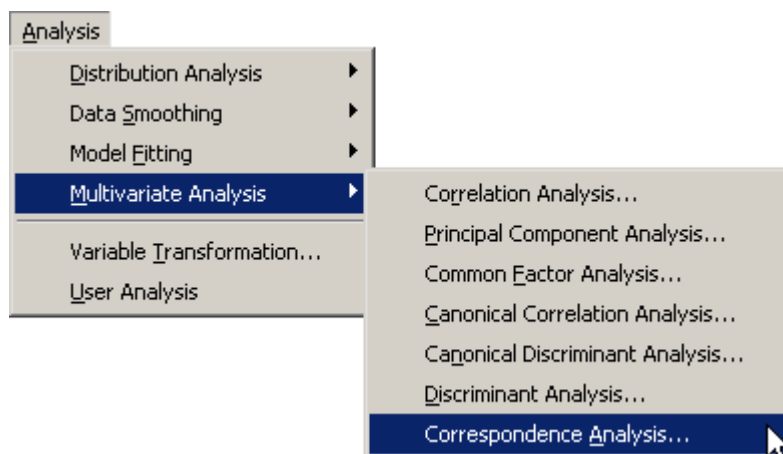 Analysis
Distribution Analysis
Data Smoothing
Model Fitting
Multivariate Analysis
Variable Transformation...
User Analysis
Correlation Analysis...
Principal Component Analysis...
Common Factor Analysis...
Canonical Correlation Analysis...
Canonical Discriminant Analysis...
Discriminant Analysis...
Correspondence Analysis...